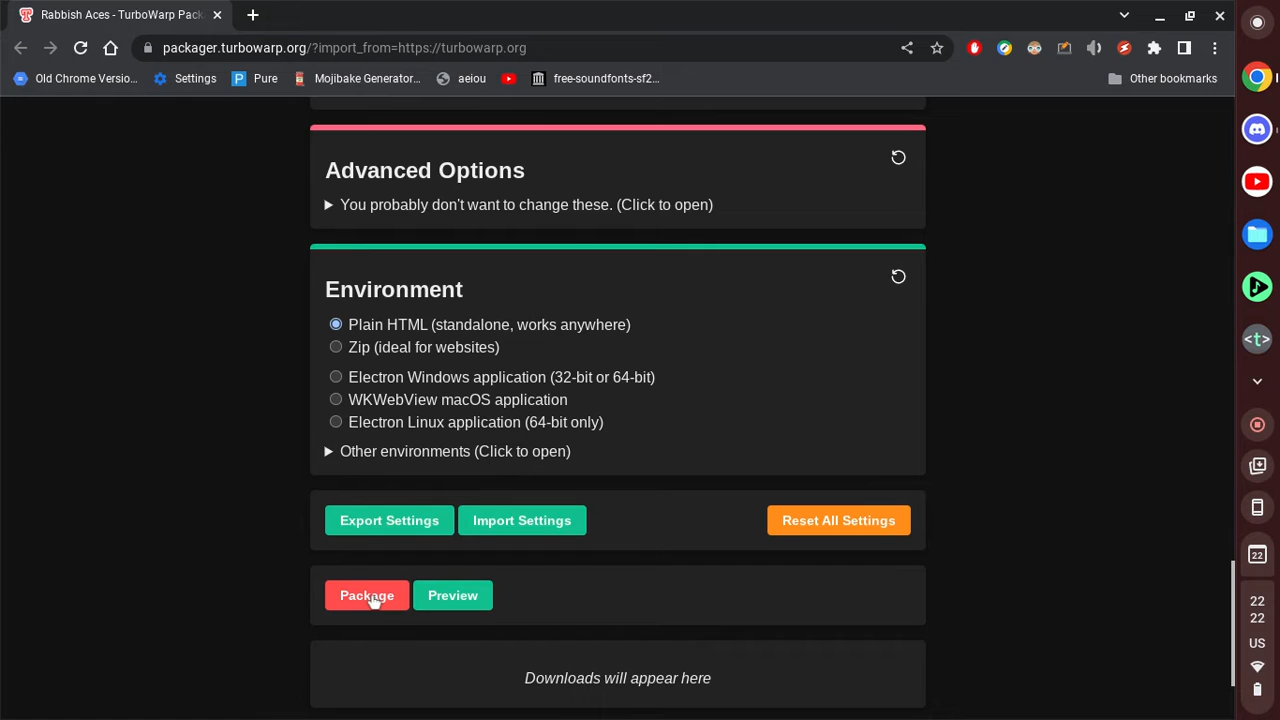 Rabbish Aces - TurboWarp Pack
packager.turbowarp.org/?import_from=https://turbowarp.org
Old Chrome Versio...
Settings
Pure
Mojibake Generator...
aeiou
free-soundfonts-sf2...
Other bookmarks
Advanced Options
You probably don't want to change these. (Click to open)
Environment
Plain HTML (standalone, works anywhere)
Zip (ideal for websites)
Electron Windows application (32-bit or 64-bit)
WKWebView macOS application
Electron Linux application (64-bit only)
Other environments (Click to open)
Export Settings
Import Settings
Reset All Settings
Package
Preview
Downloads will appear here
<t>
22
22
22
US